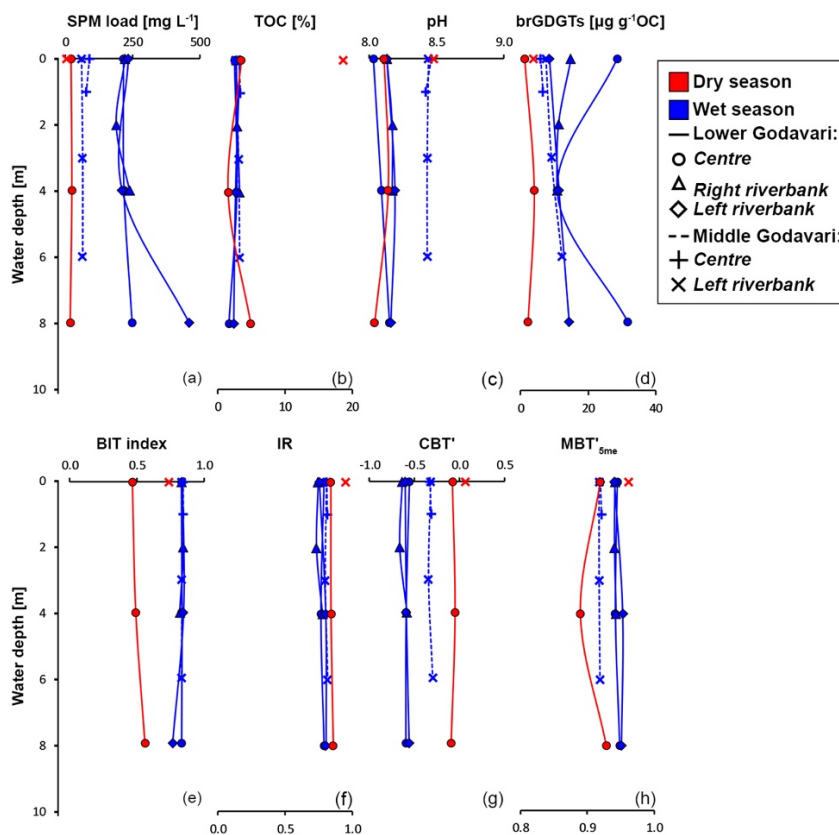 SPM load [mg L⁻¹] TOC [%] pH brGDGTs [µg g⁻¹OC]
0 500 8.0 8.5 9.0
0
2
4
6
8
10
Water depth [m]
(a) (b) (c) (d)
0 10 20 0 20 40
Dry season
Wet season
Lower Godavari:
Centre
Right riverbank
Left riverbank
Middle Godavari:
Centre
Left riverbank
BIT index IR CBT' MBT'5me
0.0 0.5 1.0 -1.0 -0.5 0.0 0.5
0
2
4
6
8
10
Water depth [m]
(e) (f) (g) (h)
0.0 0.5 1.0 0.8 0.9 1.0